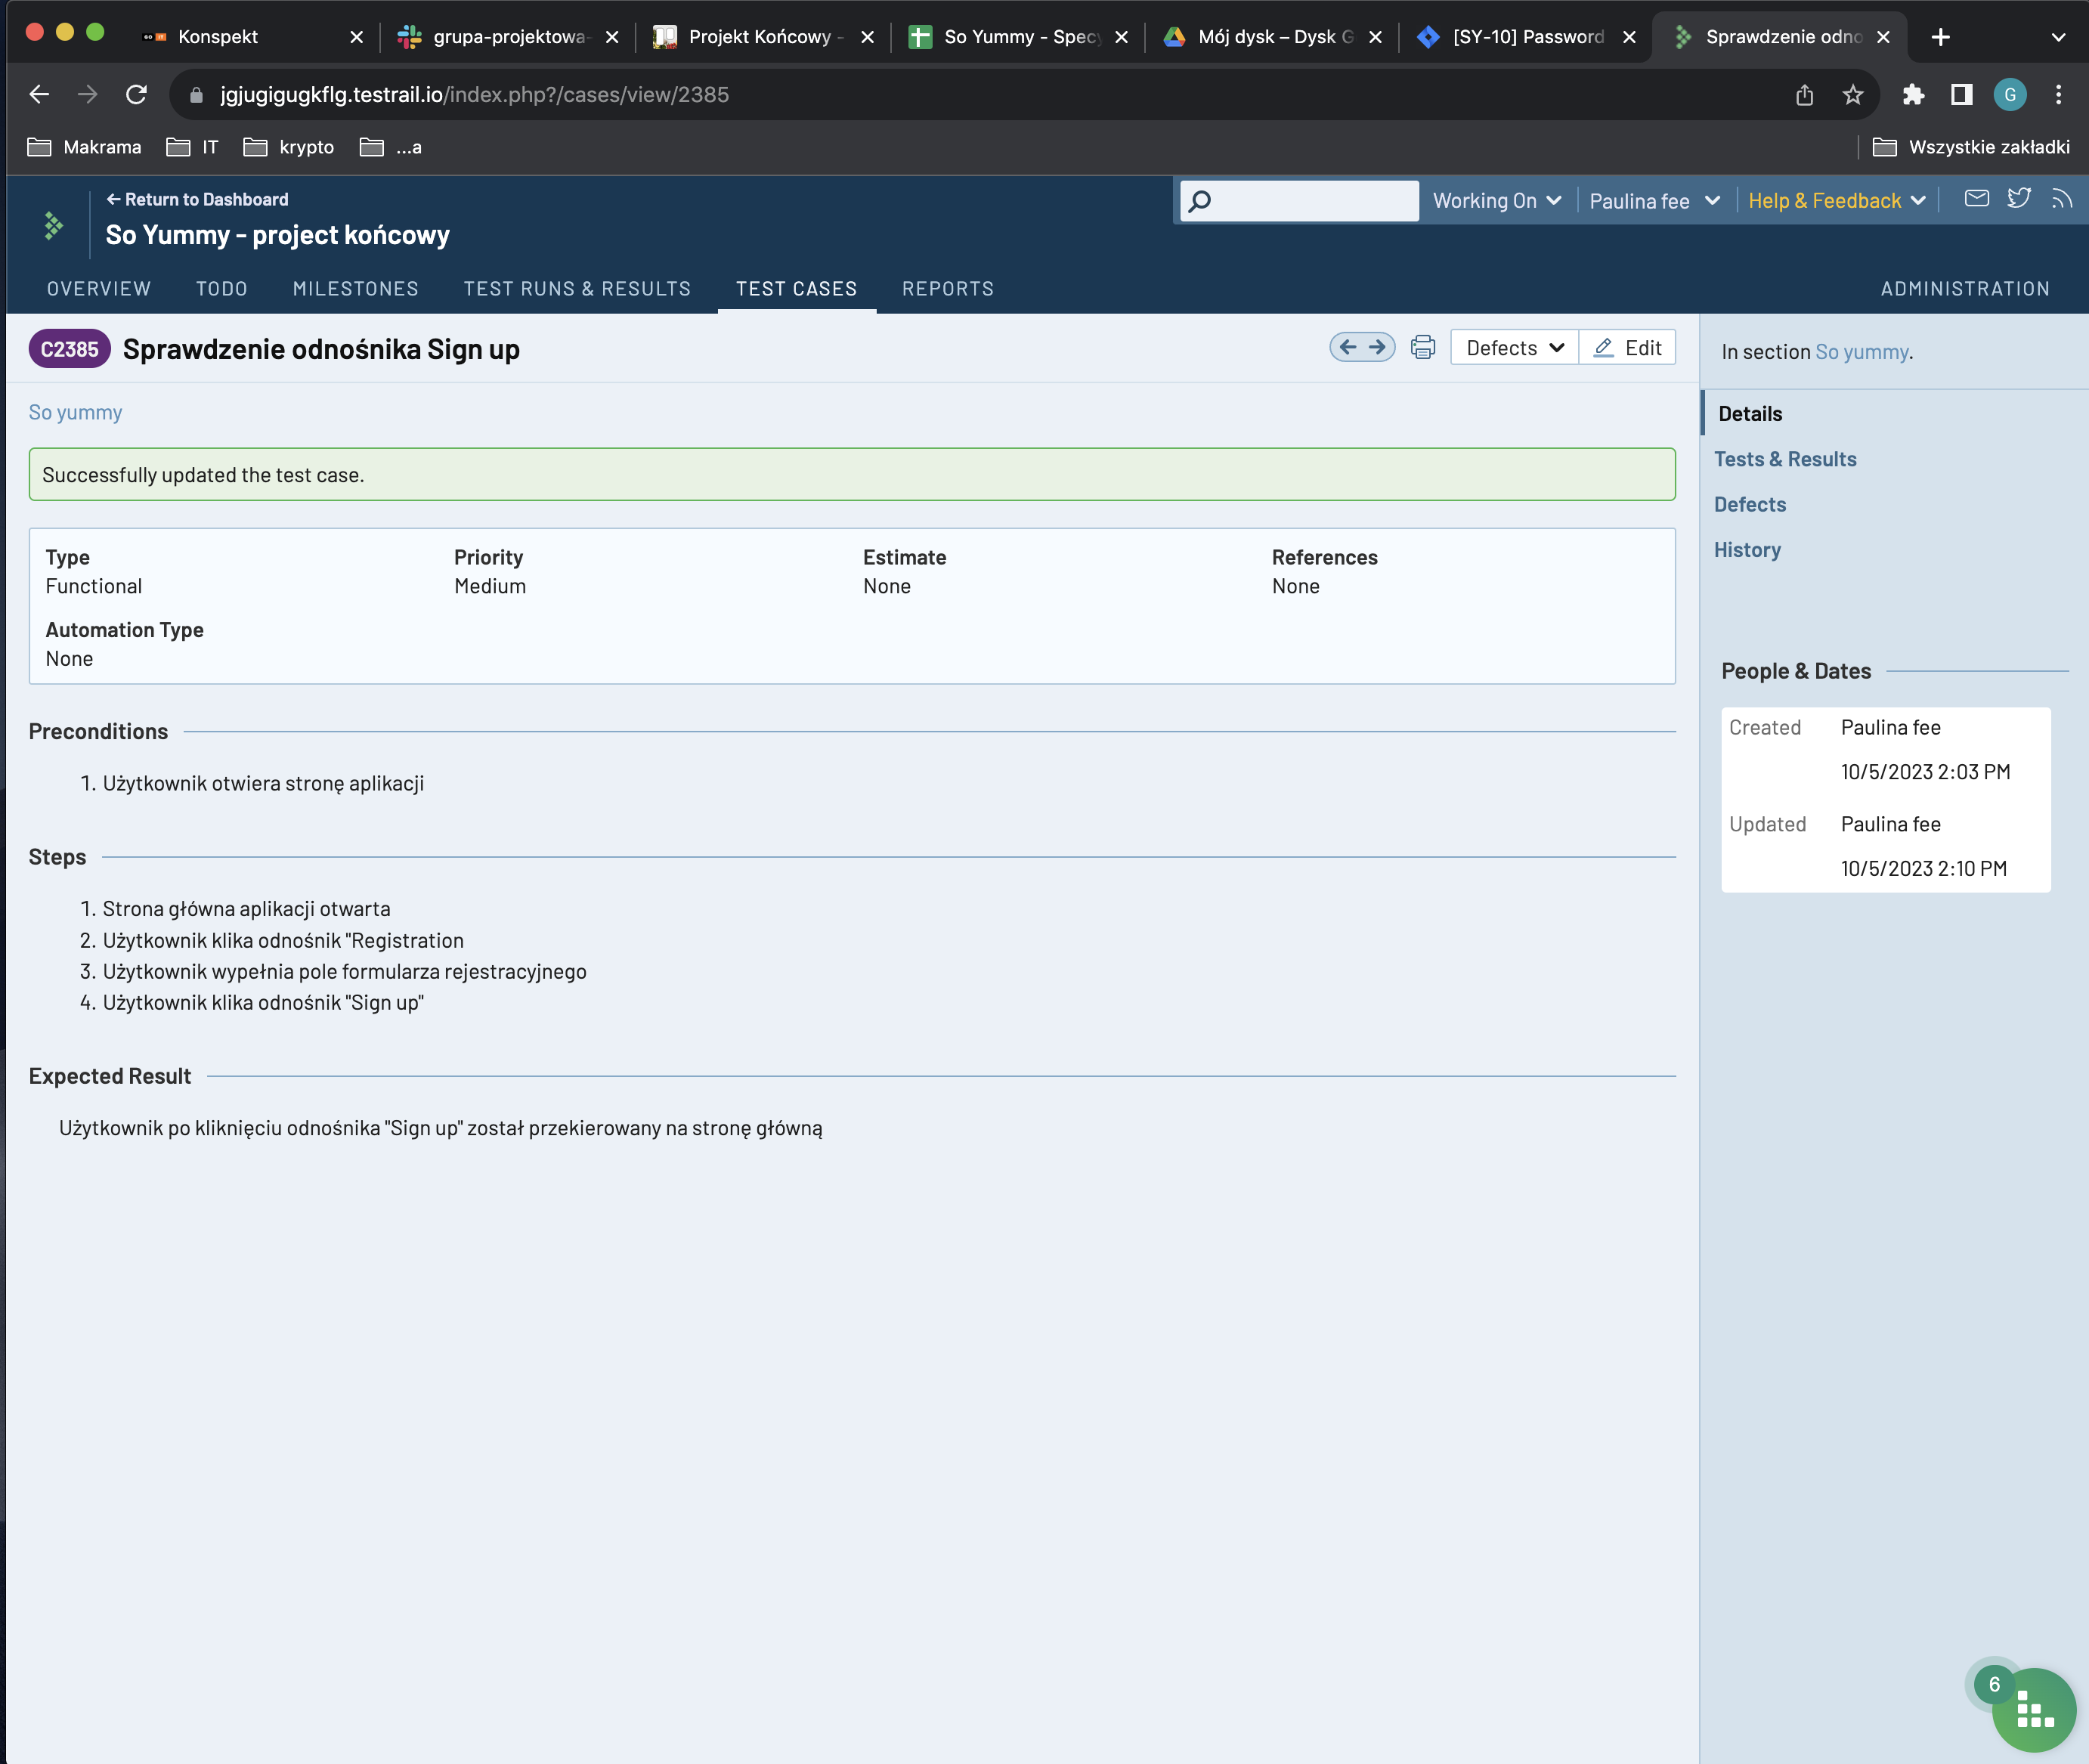 Konspekt
grupa-projektowa-
Projekt Końcowy -
So Yummy - Specy
Mój dysk – Dysk G
[SY-10] Password
Sprawdzenie odno
jgjugigugkflg.testrail.io/index.php?/cases/view/2385
G
Makrama
IT
krypto
...a
Wszystkie zakładki
Return to Dashboard
So Yummy - project końcowy
Working On
Paulina fee
Help & Feedback
OVERVIEW
TODO
MILESTONES
TEST RUNS & RESULTS
TEST CASES
REPORTS
ADMINISTRATION
C2385
Sprawdzenie odnośnika Sign up
Defects
Edit
So yummy
Successfully updated the test case.
Type
Functional
Priority
Medium
Estimate
None
References
None
Automation Type
None
Preconditions
1. Użytkownik otwiera stronę aplikacji
Steps
1. Strona główna aplikacji otwarta
2. Użytkownik klika odnośnik "Registration
3. Użytkownik wypełnia pole formularza rejestracyjnego
4. Użytkownik klika odnośnik "Sign up"
Expected Result
Użytkownik po kliknięciu odnośnika "Sign up" został przekierowany na stronę główną
In section So yummy.
Details
Tests & Results
Defects
History
People & Dates
Created Paulina fee
10/5/2023 2:03 PM
Updated Paulina fee
10/5/2023 2:10 PM
6